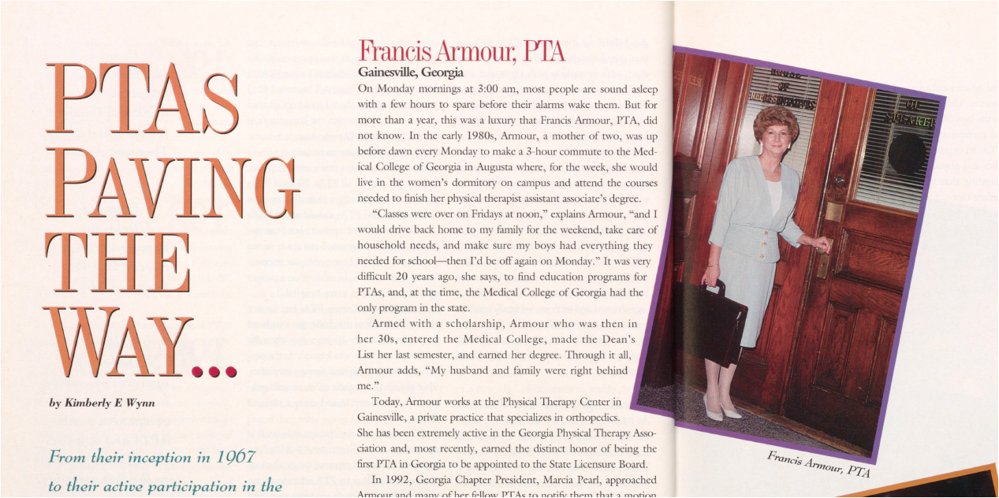 PTAS
PAVING
THE
WAY...
by Kimberly E Wynn
From their inception in 1967
to their active participation in the
Francis Armour, PTA
Gainesville, Georgia
On Monday mornings at 3:00 am, most people are sound asleep
with a few hours to spare before their alarms wake them. But for
more than a year, this was a luxury that Francis Armour, PTA, did
not know. In the early 1980s, Armour, a mother of two, was up
before dawn every Monday to make a 3-hour commute to the Med-
ical College of Georgia in Augusta where, for the week, she would
live in the women's dormitory on campus and attend the courses
needed to finish her physical therapist assistant associate's degree.
"Classes were over on Fridays at noon," explains Armour, "and I
would drive back home to my family for the weekend, take care of
household needs, and make sure my boys had everything they
needed for school—then I'd be off again on Monday." It was very
difficult 20 years ago, she says, to find education programs for
PTAs, and, at the time, the Medical College of Georgia had the
only program in the state.
Armed with a scholarship, Armour who was then in
her 30s, entered the Medical College, made the Dean's
List her last semester, and earned her degree. Through it all,
Armour adds, "My husband and family were right behind
me."
Today, Armour works at the Physical Therapy Center in
Gainesville, a private practice that specializes in orthopedics.
She has been extremely active in the Georgia Physical Therapy Asso-
ciation and, most recently, earned the distinct honor of being the
first PTA in Georgia to be appointed to the State Licensure Board.
In 1992, Georgia Chapter President, Marcia Pearl, approached
Armour and many of her fellow PTAs to notify them that a motion
HOUSE
OF
REPRESENTATIVES
OF
SPEAKER
Francis Armour, PTA